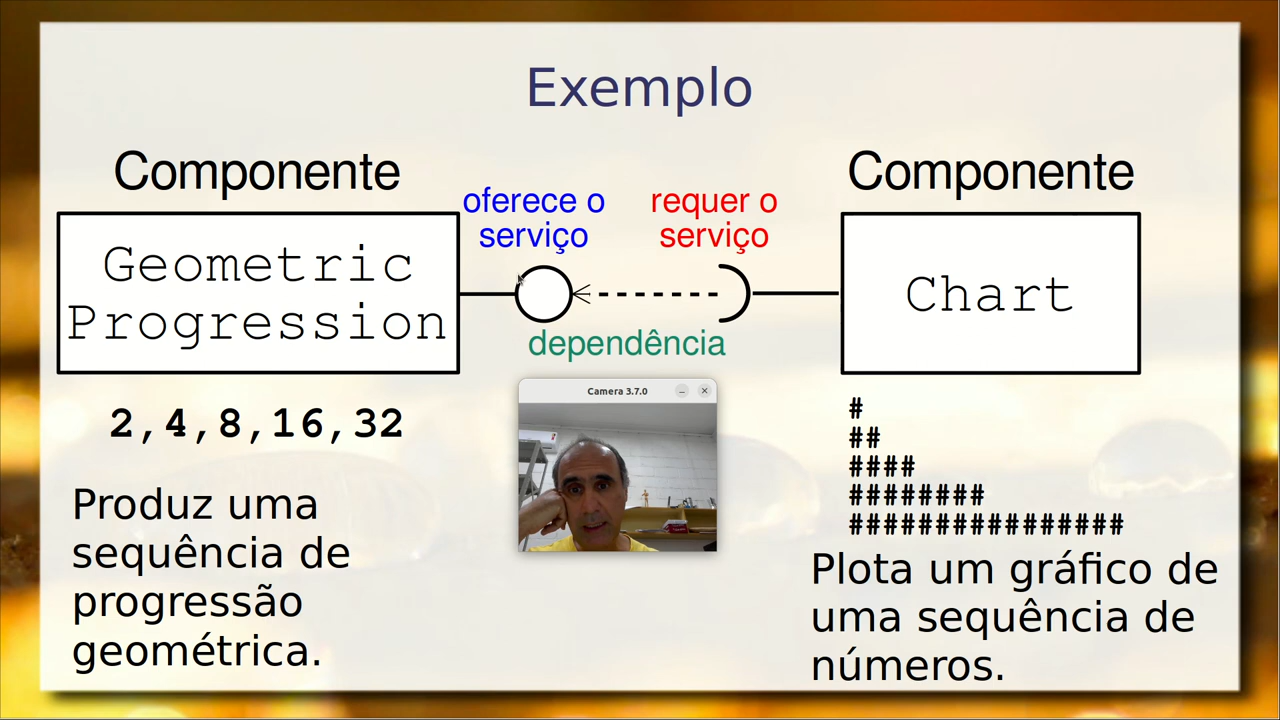 Exemplo
Componente
Componente
oferece o
serviço
requer o
serviço
Geometric
Progression
Chart
dependência
Camera 3.7.0
2,4,8,16,32
#
##
####
########
################
Produz uma
sequência de
progressão
geométrica.
Plota um gráfico de
uma sequência de
números.